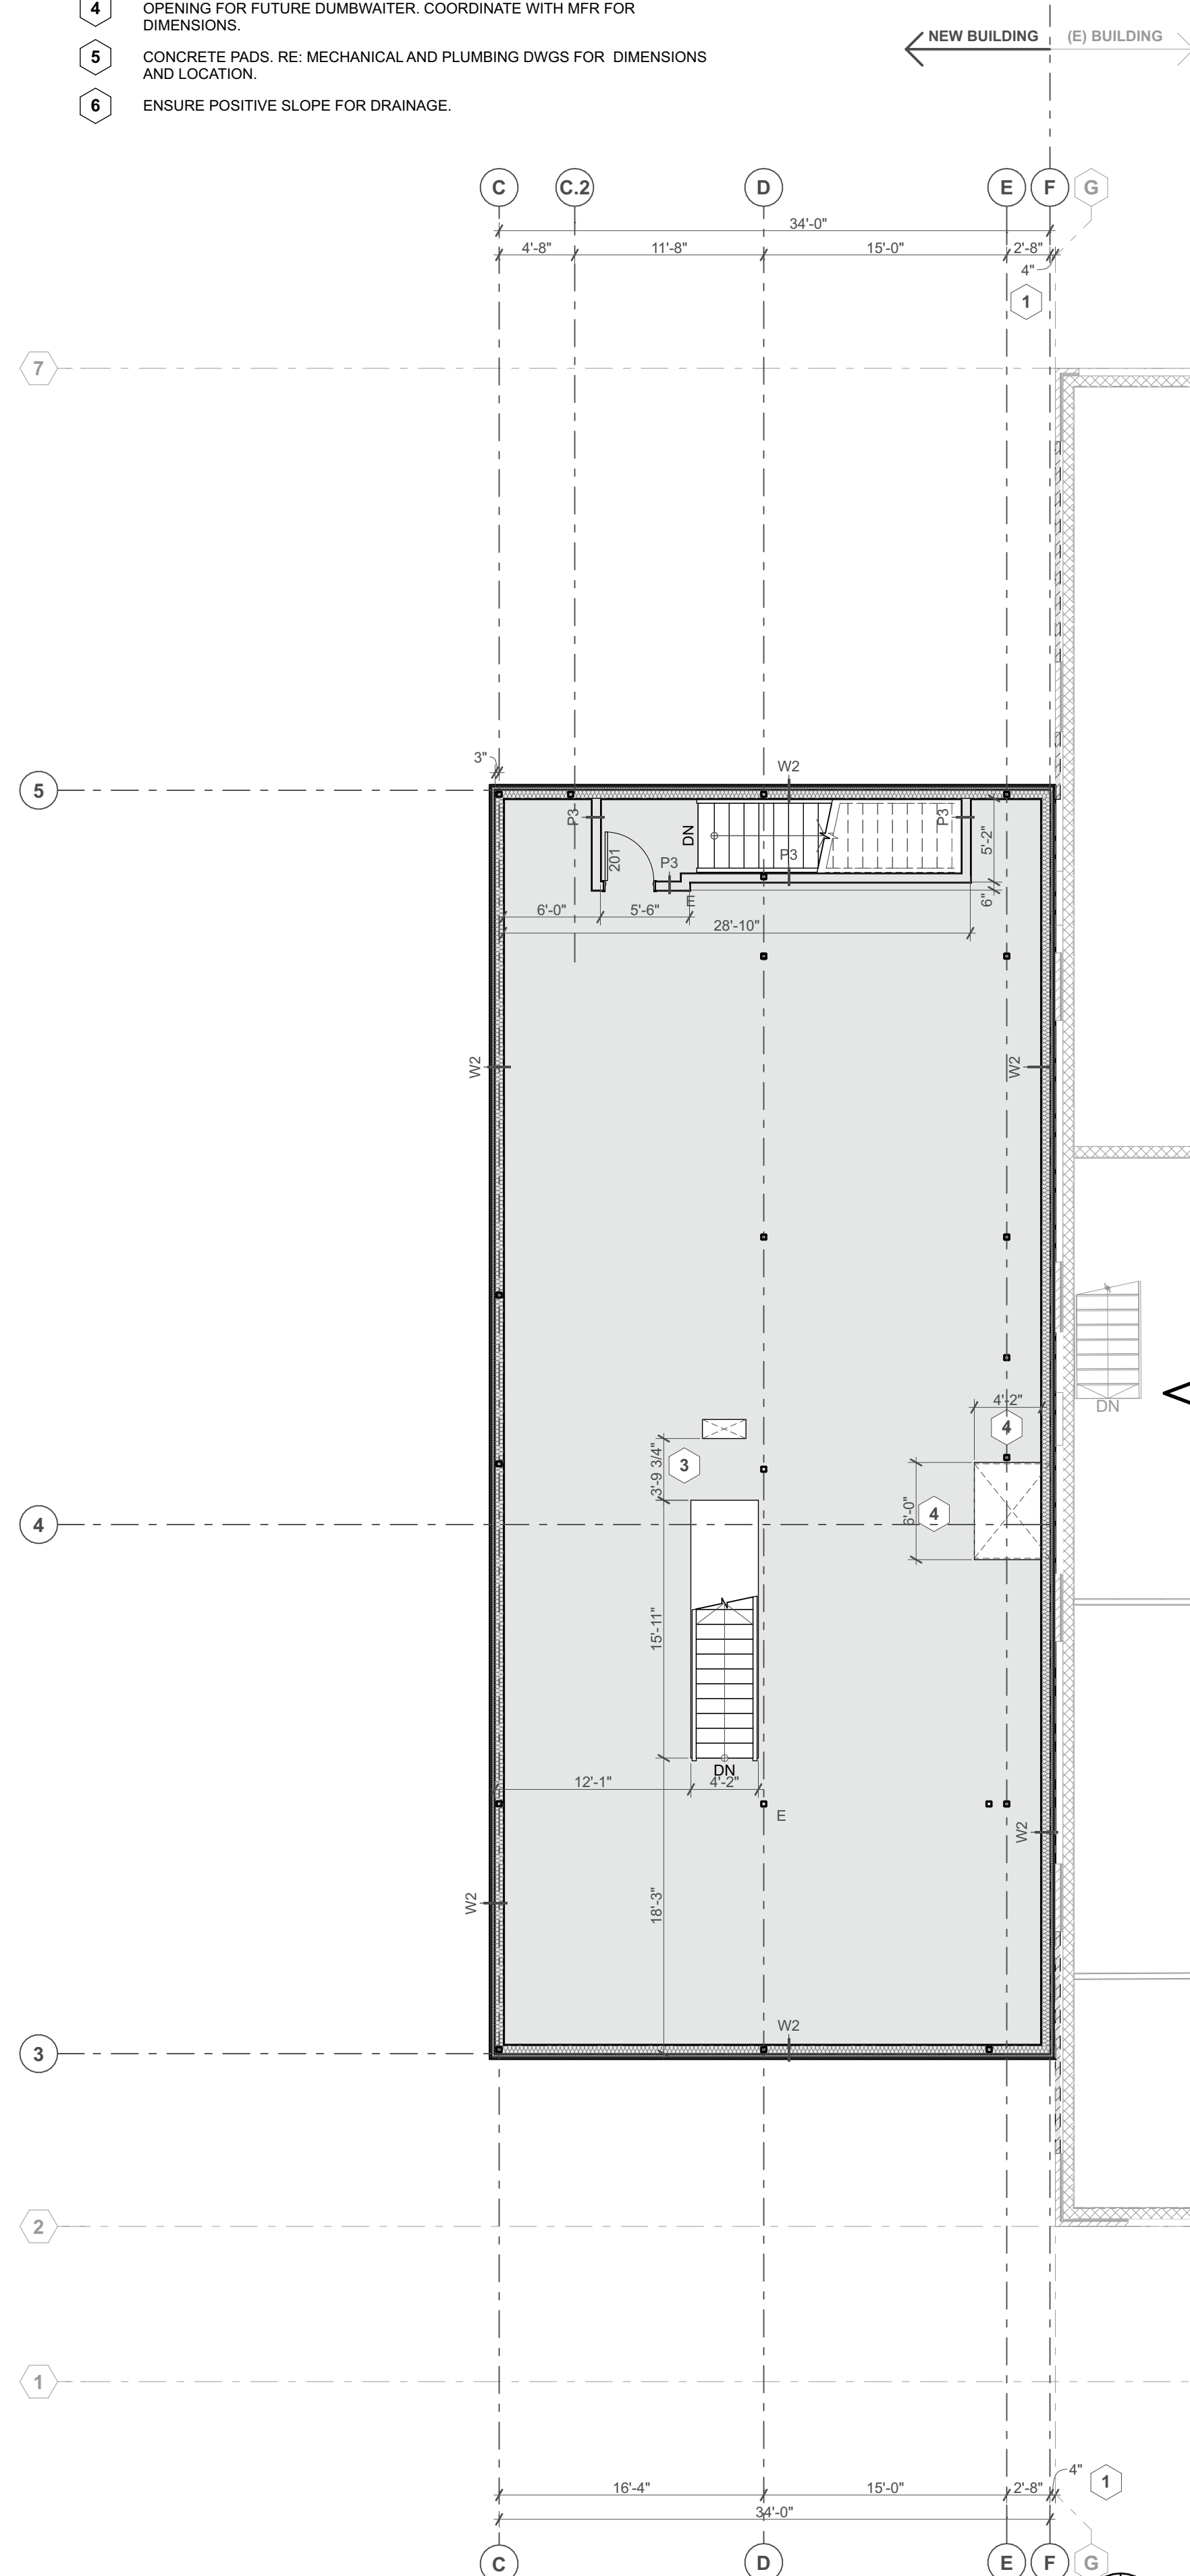 4
OPENING FOR FUTURE DUMBWAITER. COORDINATE WITH MFR FOR
DIMENSIONS.
5
CONCRETE PADS. RE: MECHANICAL AND PLUMBING DWGS FOR DIMENSIONS
AND LOCATION.
6
ENSURE POSITIVE SLOPE FOR DRAINAGE.
NEW BUILDING
(E) BUILDING
C
C.2
D
E
F
G
34'-0"
4'-8"
11'-8"
15'-0"
2'-8"
4"
1
7
3"
W2
5
P3
DN
P3
5'-2"
201
P3
P3
E
6"
6'-0"
5'-6"
28'-10"
W2
W2
DN
4'-2"
4
3'-9 3/4"
3
6'-0"
4
4
15'-11"
DN
12'-1"
4'-2"
E
W2
W2
18'-3"
W2
3
2
1
4"
1
16'-4"
15'-0"
2'-8"
34'-0"
C
D
E
F
G